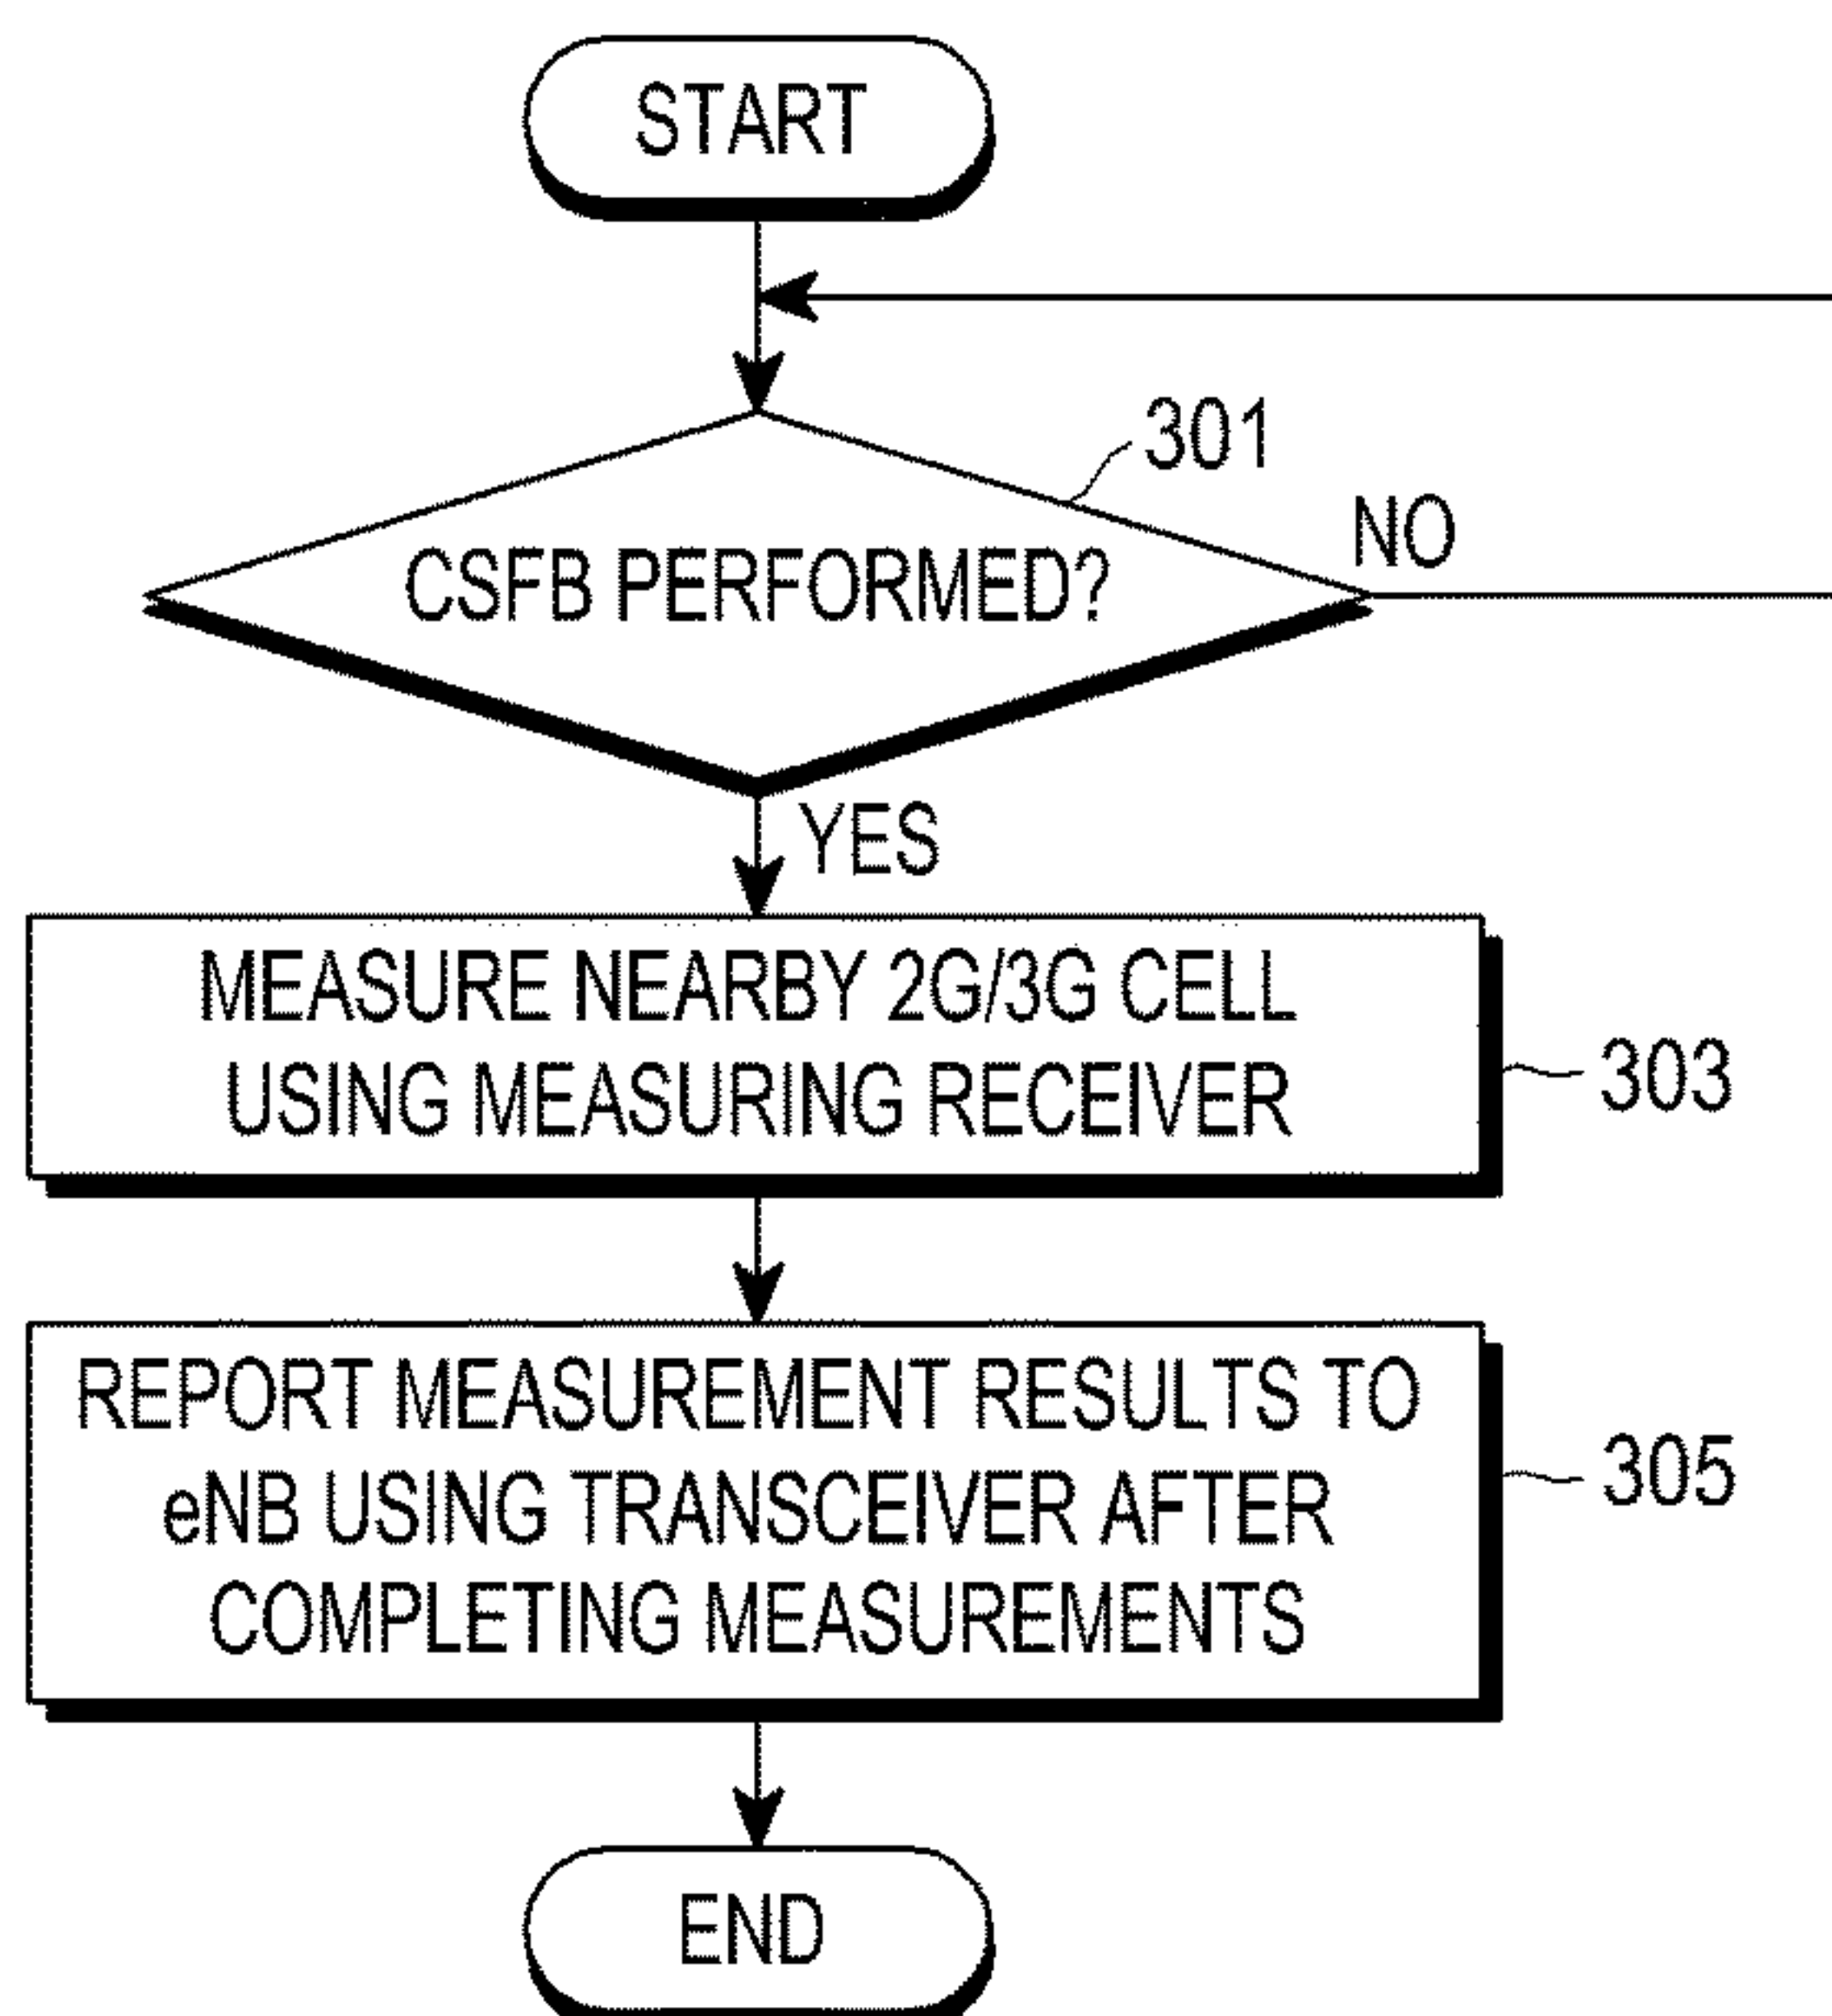 START
301
NO
CSFB PERFORMED?
YES
MEASURE NEARBY 2G/3G CELL
USING MEASURING RECEIVER
303
REPORT MEASUREMENT RESULTS TO
eNB USING TRANSCEIVER AFTER
COMPLETING MEASUREMENTS
305
END